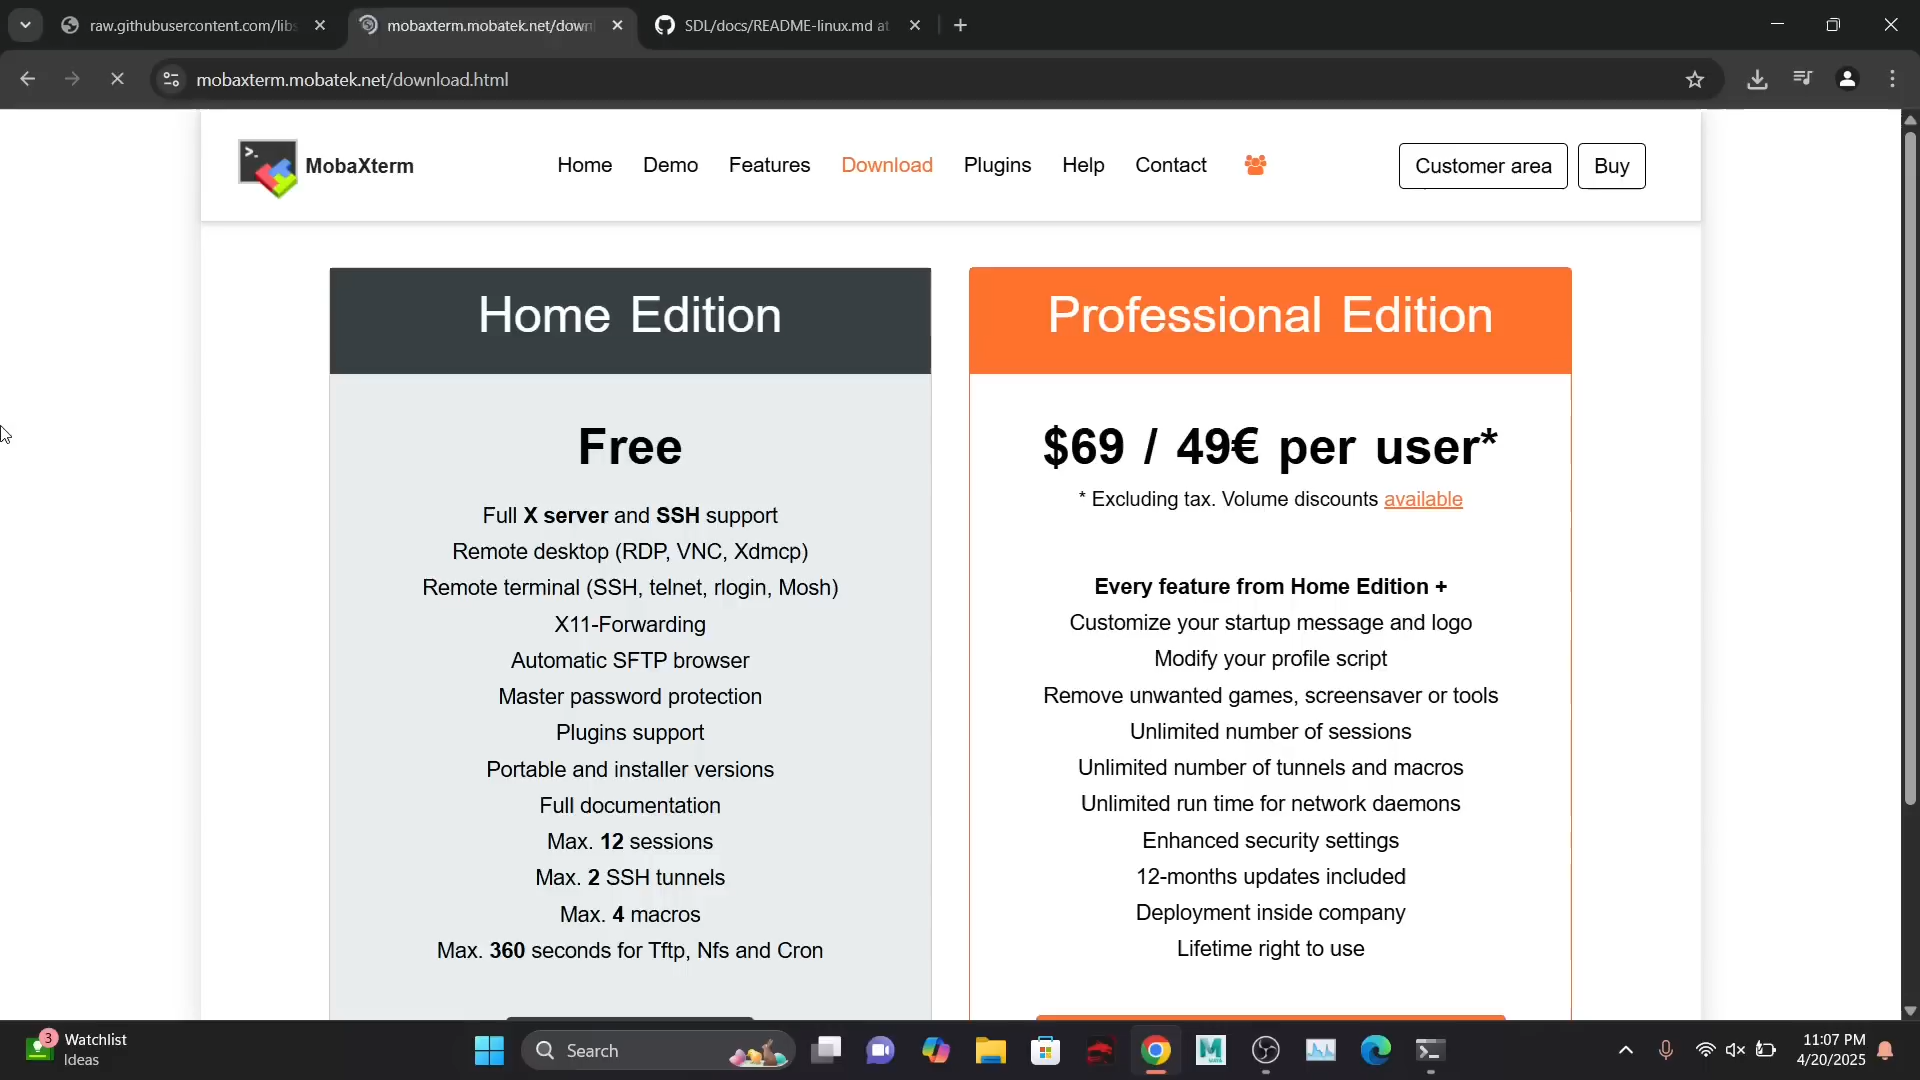 raw.githubusercontent.com/libs
mobaxterm.mobatek.net/down
SDL/docs/README-linux.md at
mobaxterm.mobatek.net/download.html
>_
MobaXterm
Home
Demo
Features
Download
Plugins
Help
Contact
Customer area
Buy
Home Edition
Free
Full X server and SSH support
Remote desktop (RDP, VNC, Xdmcp)
Remote terminal (SSH, telnet, rlogin, Mosh)
X11-Forwarding
Automatic SFTP browser
Master password protection
Plugins support
Portable and installer versions
Full documentation
Max. 12 sessions
Max. 2 SSH tunnels
Max. 4 macros
Max. 360 seconds for Tftp, Nfs and Cron
Professional Edition
$69 / 49€ per user*
* Excluding tax. Volume discounts available
Every feature from Home Edition +
Customize your startup message and logo
Modify your profile script
Remove unwanted games, screensaver or tools
Unlimited number of sessions
Unlimited number of tunnels and macros
Unlimited run time for network daemons
Enhanced security settings
12-months updates included
Deployment inside company
Lifetime right to use
3
Watchlist
Ideas
Search
M
11:07 PM
4/20/2025